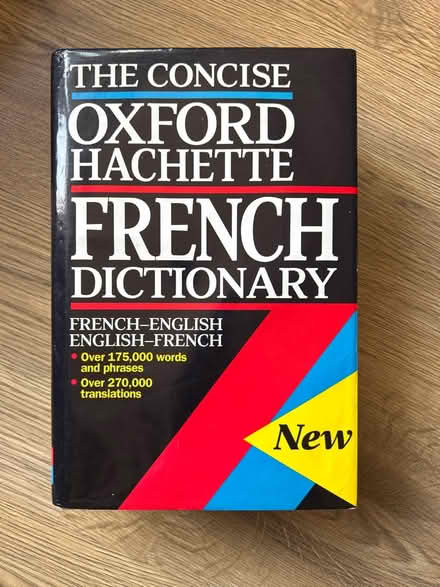 THE CONCISE
OXFORD
HACHETTE
FRENCH
DICTIONARY
FRENCH–ENGLISH
ENGLISH–FRENCH
• Over 175,000 words
and phrases
• Over 270,000
translations
New